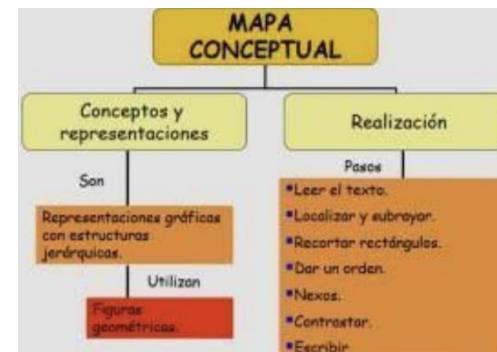 MAPA
CONCEPTUAL
Conceptos y
representaciones
Son
Representaciones gráficas
con estructuras
jerárquicas.
Utilizan
Figuras
geométricas.
Realización
Pasos
Leer el texto.
Localizar y subrayar.
Recortar rectángulos.
Dar un orden.
Nexos.
Contrastar.
Escribir